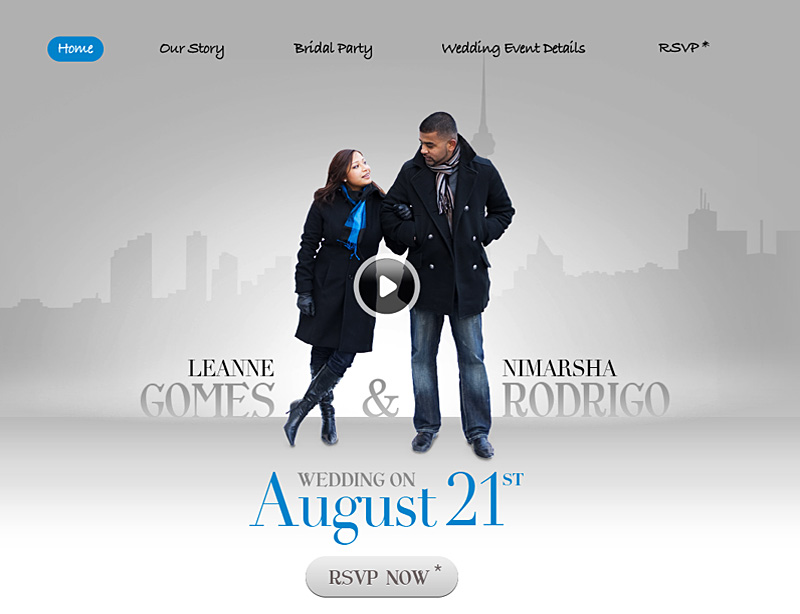 Home Our Story Bridal Party Wedding Event Details RSVP*
LEANNE
GOMES
&
NIMARSHA
RODRIGO
WEDDING ON
August 21ST
RSVP NOW*